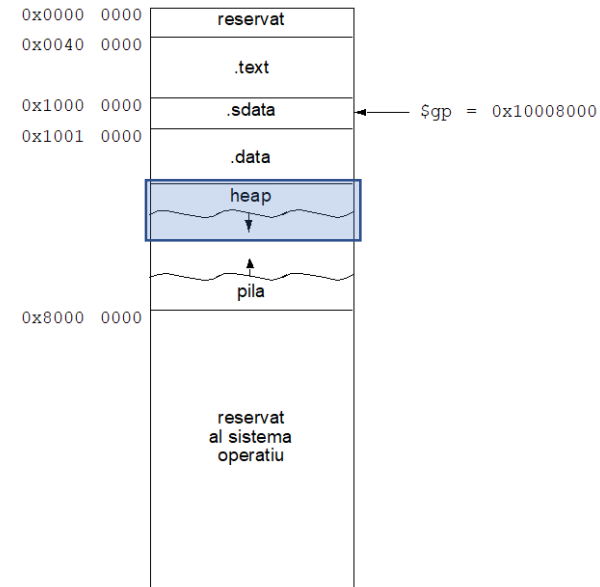 0x0000 0000
reservat
0x0040 0000
.text
0x1000 0000
.sdata
$gp = 0x10008000
0x1001 0000
.data
heap
pila
0x8000 0000
reservat
al sistema
operatiu